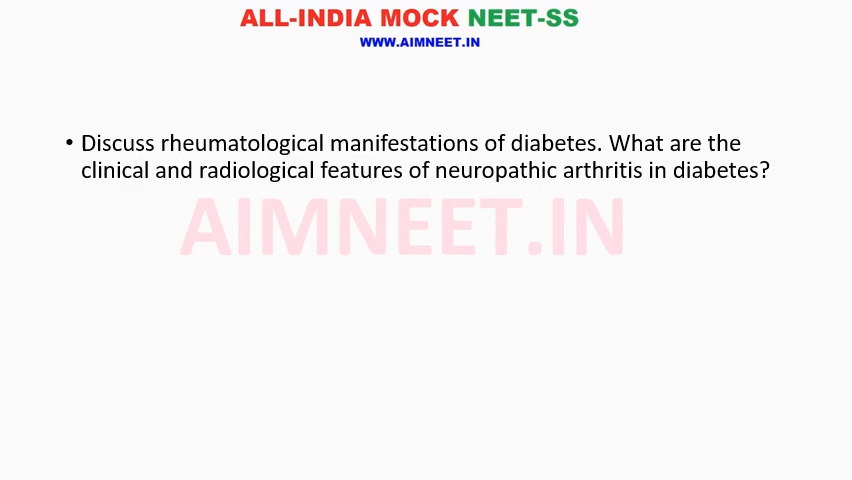 ALL-INDIA MOCK NEET-SS
WWW.AIMNEET.IN
• Discuss rheumatological manifestations of diabetes. What are the
clinical and radiological features of neuropathic arthritis in diabetes?
AIMNEET.IN